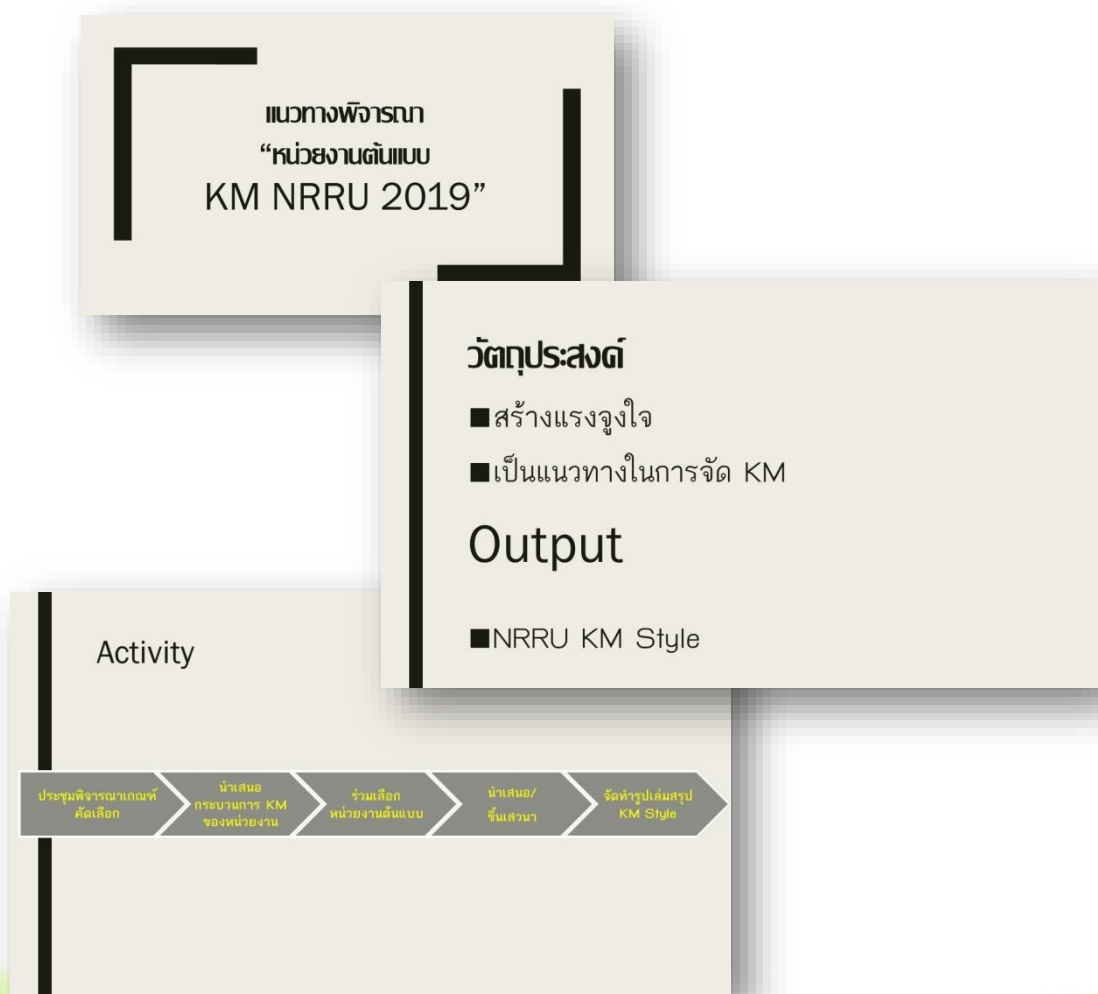 แนวทางพิจารณา
“หน่วยงานต้นแบบ
KM NRRU 2019”
วัตถุประสงค์
■สร้างแรงจูงใจ
■เป็นแนวทางในการจัด KM
Output
■NRRU KM Style
Activity
ประชุมพิจารณาเกณฑ์
คัดเลือก
นำเสนอ
กระบวนการ KM
ของหน่วยงาน
ร่วมเลือก
หน่วยงานต้นแบบ
นำเสนอ/
ขึ้นเสวนา
จัดทำรูปเล่มสรุป
KM Style